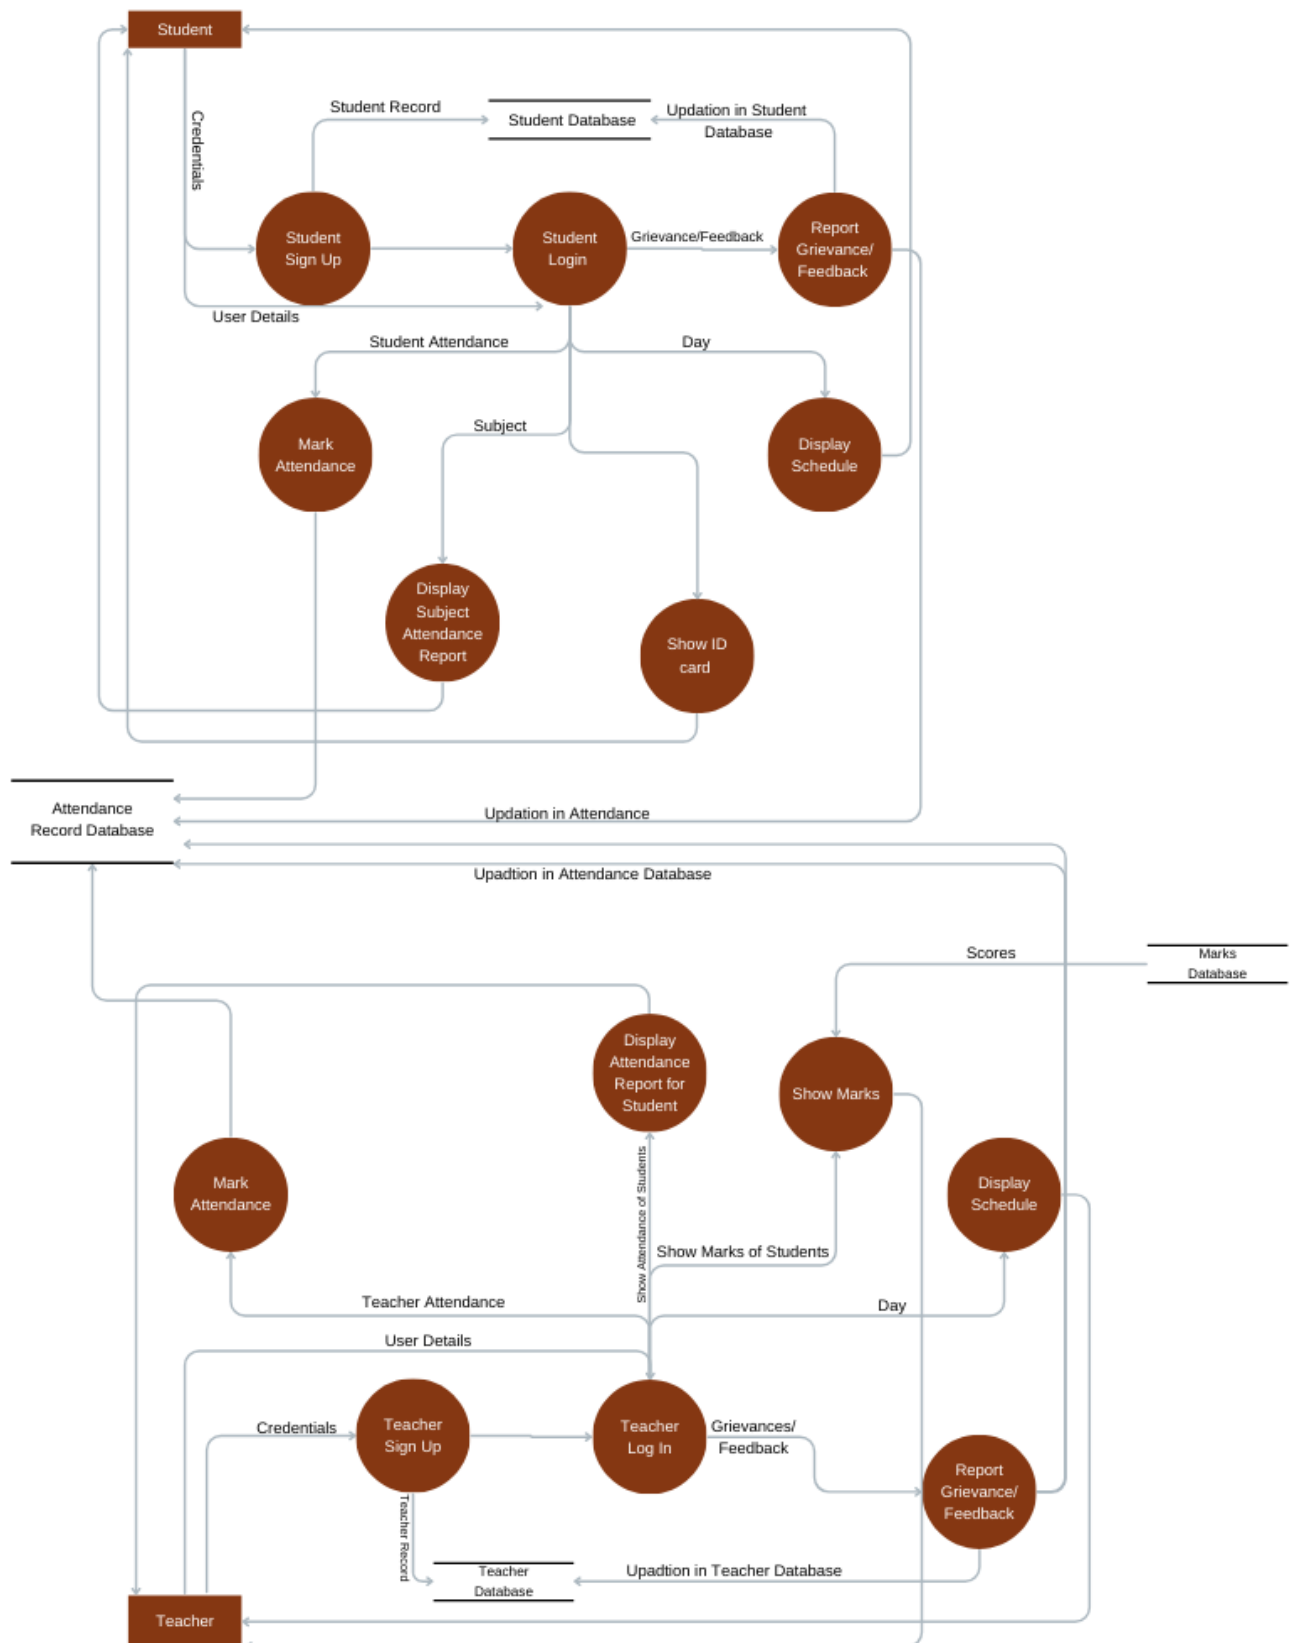 Student
Credentials
Student Record
Student Database
Updation in Student
Database
Student
Sign Up
Student
Login
Grievance/Feedback
Report
Grievance/
Feedback
User Details
Student Attendance
Day
Subject
Mark
Attendance
Display
Schedule
Display
Subject
Attendance
Report
Show ID
card
Attendance
Record Database
Updation in Attendance
Upadtion in Attendance Database
Scores
Marks
Database
Display
Attendance
Report for
Student
Show Marks
Mark
Attendance
Show Attendance of Students
Display
Schedule
Show Marks of Students
Teacher Attendance
Day
User Details
Credentials
Teacher
Sign Up
Teacher
Log In
Grievances/
Feedback
Report
Grievance/
Feedback
Teacher Record
Teacher
Database
Upadtion in Teacher Database
Teacher